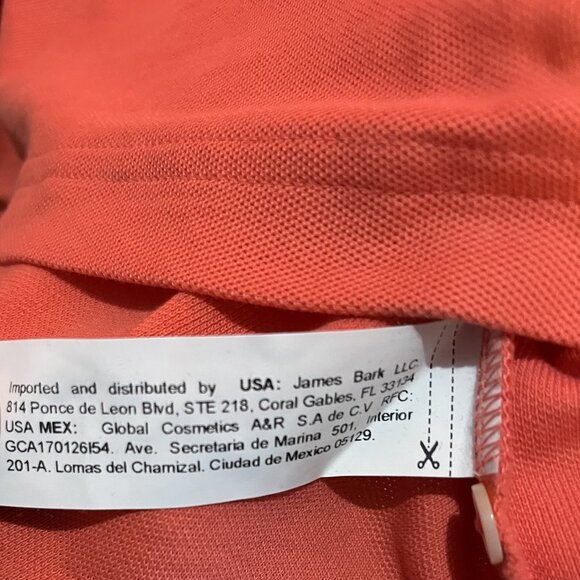 Imported and distributed by USA: James Bark LLC
814 Ponce de Leon Blvd, STE 218, Coral Gables, FL 33134
USA MEX: Global Cosmetics A&R S.A de C.V RFC:
GCA170126I54. Ave. Secretaria de Marina 501, Interior
201-A. Lomas del Chamizal. Ciudad de Mexico 05129.